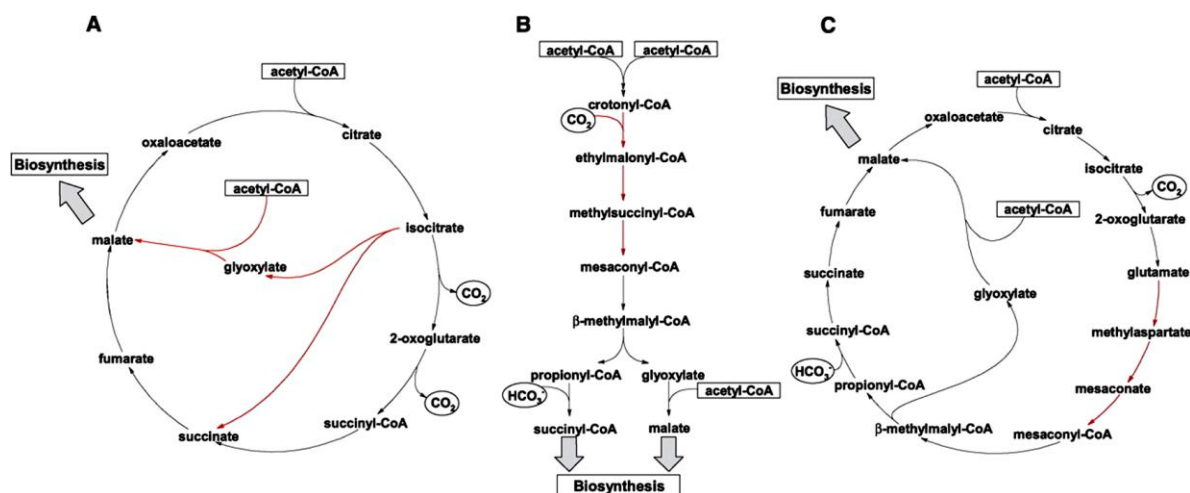 A
acetyl-CoA
oxaloacetate
citrate
Biosynthesis
acetyl-CoA
malate
isocitrate
glyoxylate
CO2
2-oxoglutarate
fumarate
CO2
succinate
succinyl-CoA
B
acetyl-CoA acetyl-CoA
crotonyl-CoA
CO2
ethylmalonyl-CoA
methylsuccinyl-CoA
mesaconyl-CoA
β-methylmalyl-CoA
propionyl-CoA glyoxylate
HCO3- acetyl-CoA
succinyl-CoA malate
Biosynthesis
C
acetyl-CoA
Biosynthesis
oxaloacetate
citrate
malate
isocitrate
CO2
fumarate
acetyl-CoA
2-oxoglutarate
succinate
glutamate
glyoxylate
succinyl-CoA
methylaspartate
HCO3-
propionyl-CoA
mesaconate
β-methylmalyl-CoA
mesaconyl-CoA